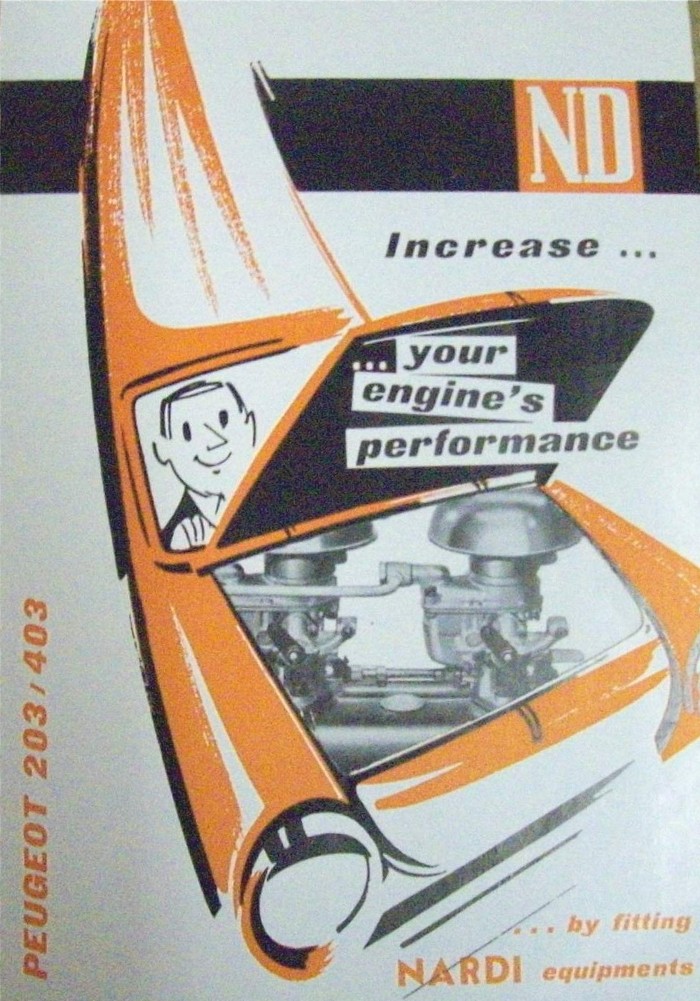 ND
Increase ...
... your
engine's
performance
PEUGEOT 203/403
... by fitting
NARDI equipments